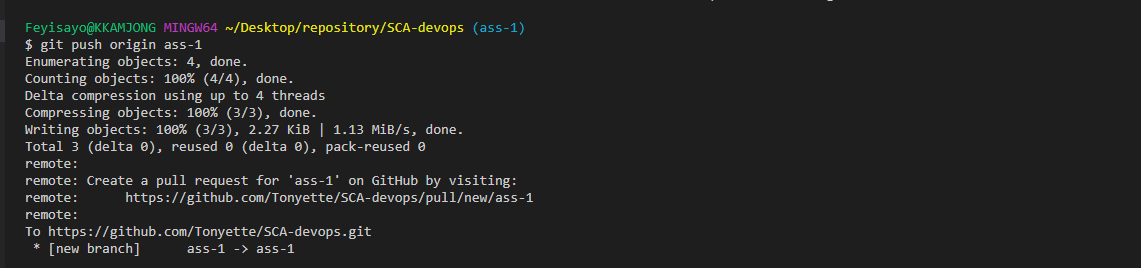 Feyisayo@KKAMJONG MINGW64 ~/Desktop/repository/SCA-devops (ass-1)
$ git push origin ass-1
Enumerating objects: 4, done.
Counting objects: 100% (4/4), done.
Delta compression using up to 4 threads
Compressing objects: 100% (3/3), done.
Writing objects: 100% (3/3), 2.27 KiB | 1.13 MiB/s, done.
Total 3 (delta 0), reused 0 (delta 0), pack-reused 0
remote:
remote: Create a pull request for 'ass-1' on GitHub by visiting:
remote:      https://github.com/Tonyette/SCA-devops/pull/new/ass-1
remote:
To https://github.com/Tonyette/SCA-devops.git
 * [new branch]      ass-1 -> ass-1